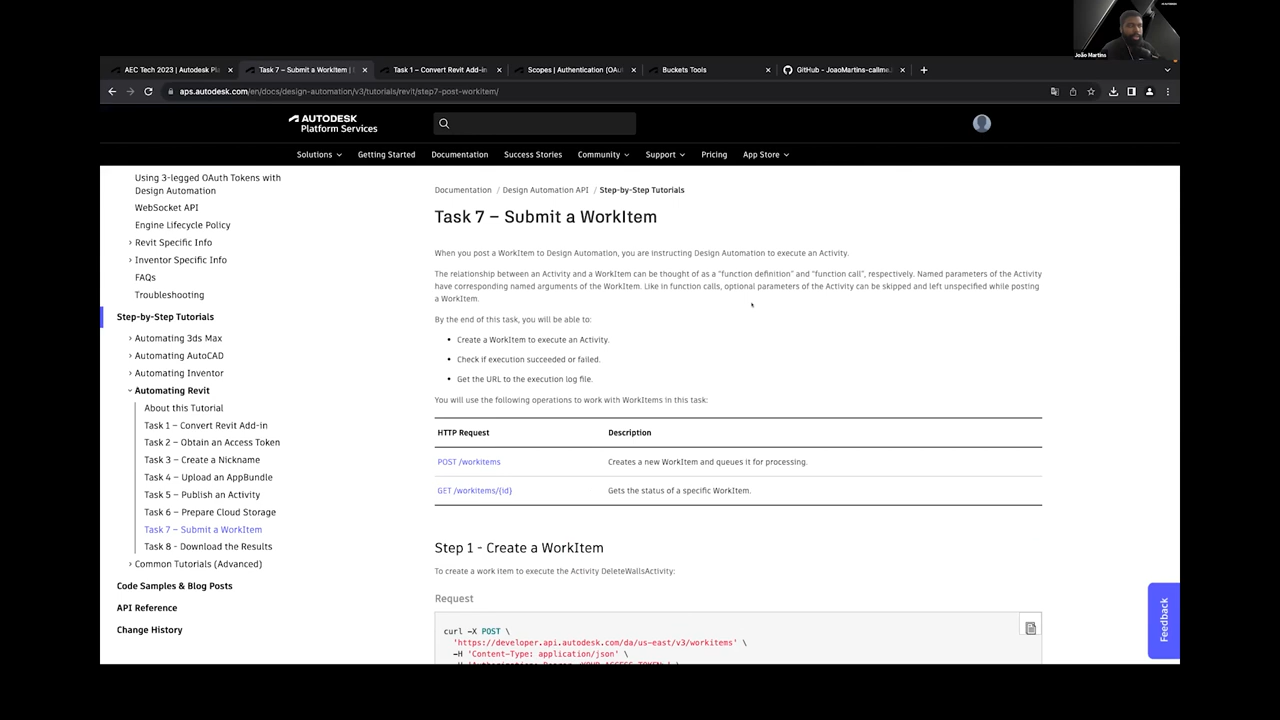 AUTODESK
João Martins
AEC Tech 2023 | Autodesk Pl
Task 7 – Submit a WorkItem |
Task 1 – Convert Revit Add-in
Scopes | Authentication (OAu
Buckets Tools
GitHub - JoaoMartins-callme
aps.autodesk.com/en/docs/design-automation/v3/tutorials/revit/step7-post-workitem/
AUTODESK
Platform Services
Solutions
Getting Started
Documentation
Success Stories
Community
Support
Pricing
App Store
Using 3-legged OAuth Tokens with
Design Automation
WebSocket API
Engine Lifecycle Policy
Revit Specific Info
Inventor Specific Info
FAQs
Troubleshooting
Step-by-Step Tutorials
Automating 3ds Max
Automating AutoCAD
Automating Inventor
Automating Revit
About this Tutorial
Task 1 – Convert Revit Add-in
Task 2 – Obtain an Access Token
Task 3 – Create a Nickname
Task 4 – Upload an AppBundle
Task 5 – Publish an Activity
Task 6 – Prepare Cloud Storage
Task 7 – Submit a WorkItem
Task 8 - Download the Results
Common Tutorials (Advanced)
Code Samples & Blog Posts
API Reference
Change History
Documentation / Design Automation API / Step-by-Step Tutorials
Task 7 – Submit a WorkItem
When you post a WorkItem to Design Automation, you are instructing Design Automation to execute an Activity.
The relationship between an Activity and a WorkItem can be thought of as a “function definition” and “function call”, respectively. Named parameters of the Activity
have corresponding named arguments of the WorkItem. Like in function calls, optional parameters of the Activity can be skipped and left unspecified while posting
a WorkItem.
By the end of this task, you will be able to:
• Create a WorkItem to execute an Activity.
• Check if execution succeeded or failed.
• Get the URL to the execution log file.
You will use the following operations to work with WorkItems in this task:
HTTP Request Description
POST /workitems Creates a new WorkItem and queues it for processing.
GET /workitems/{id} Gets the status of a specific WorkItem.
Step 1 - Create a WorkItem
To create a work item to execute the Activity DeleteWallsActivity:
Request
curl -X POST \
'https://developer.api.autodesk.com/da/us-east/v3/workitems' \
-H 'Content-Type: application/json' \
Feedback